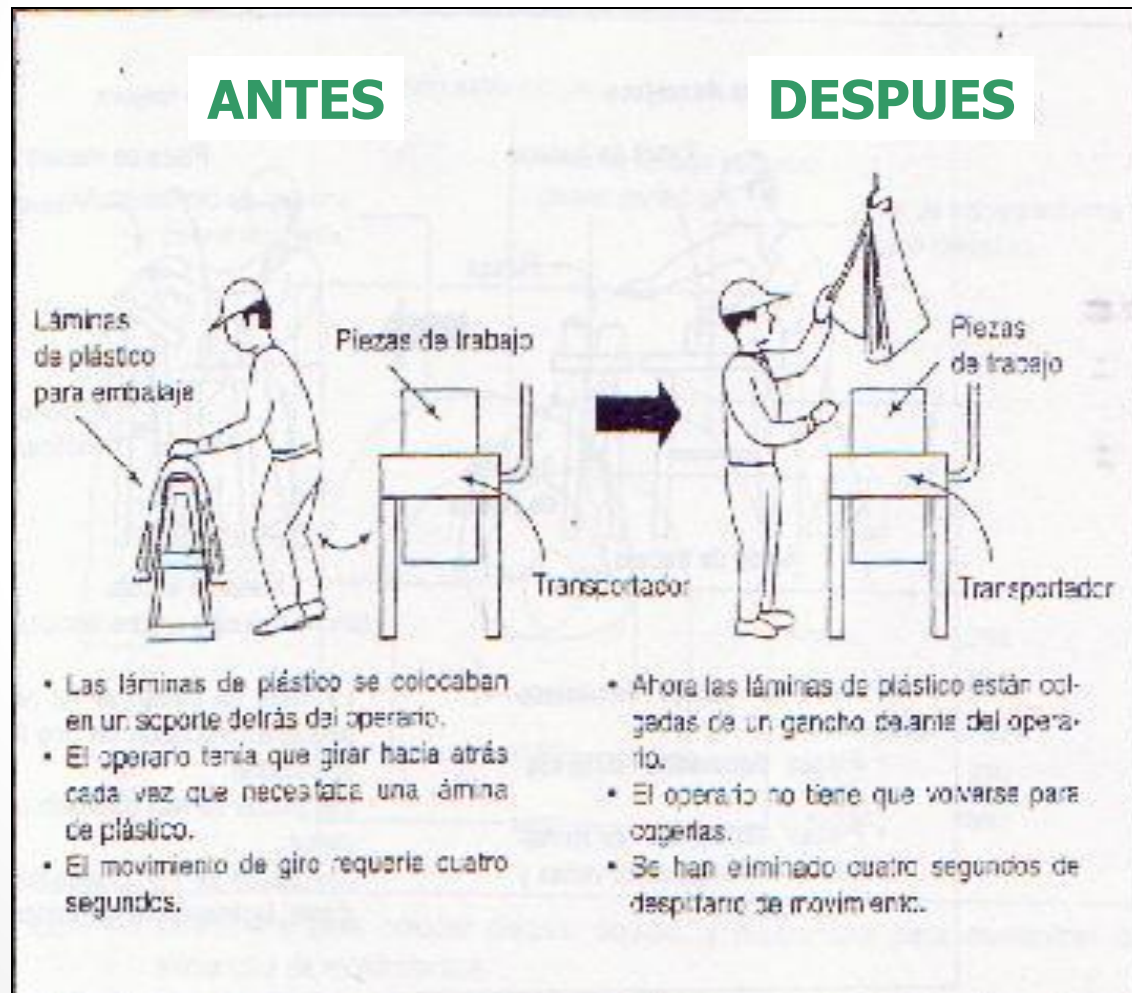 ANTES
DESPUES
Láminas
de plástico
para embalaje
Piezas de trabajo
Transportador
Piezas
de trabajo
Transportador
• Las láminas de plástico se colocaban
en un soporte detrás del operario.
• El operario tenía que girar hacia atrás
cada vez que necesitaba una lámina
de plástico.
• El movimiento de giro requería cuatro
segundos.
• Ahora las láminas de plástico están col-
gadas de un gancho delante del opera-
rio.
• El operario no tiene que volverse para
cogerlas.
• Se han eliminado cuatro segundos de
despilfarro de movimiento.